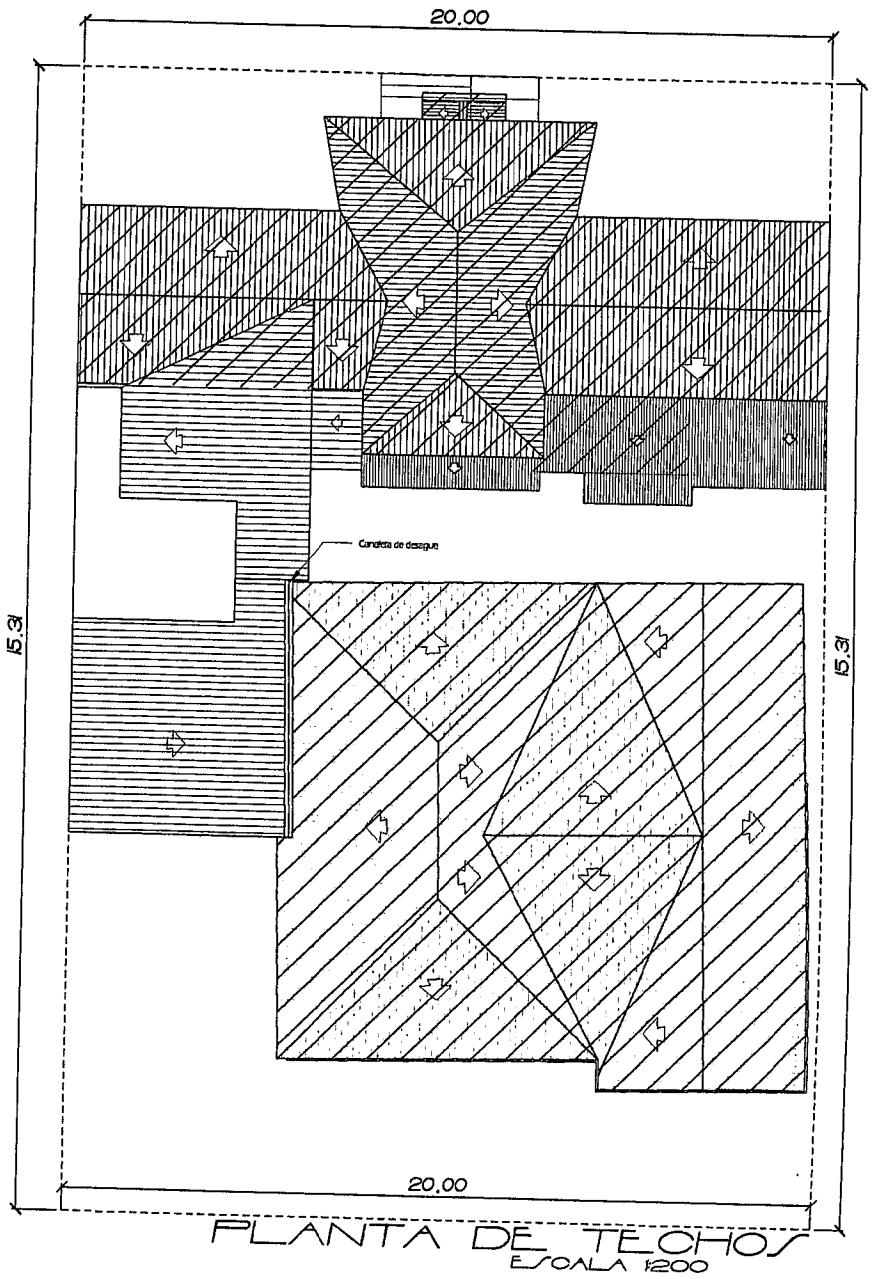 20.00
15.31
15.31
Canaleta de desague
20.00
PLANTA DE TECHOS
ESCALA 1:200